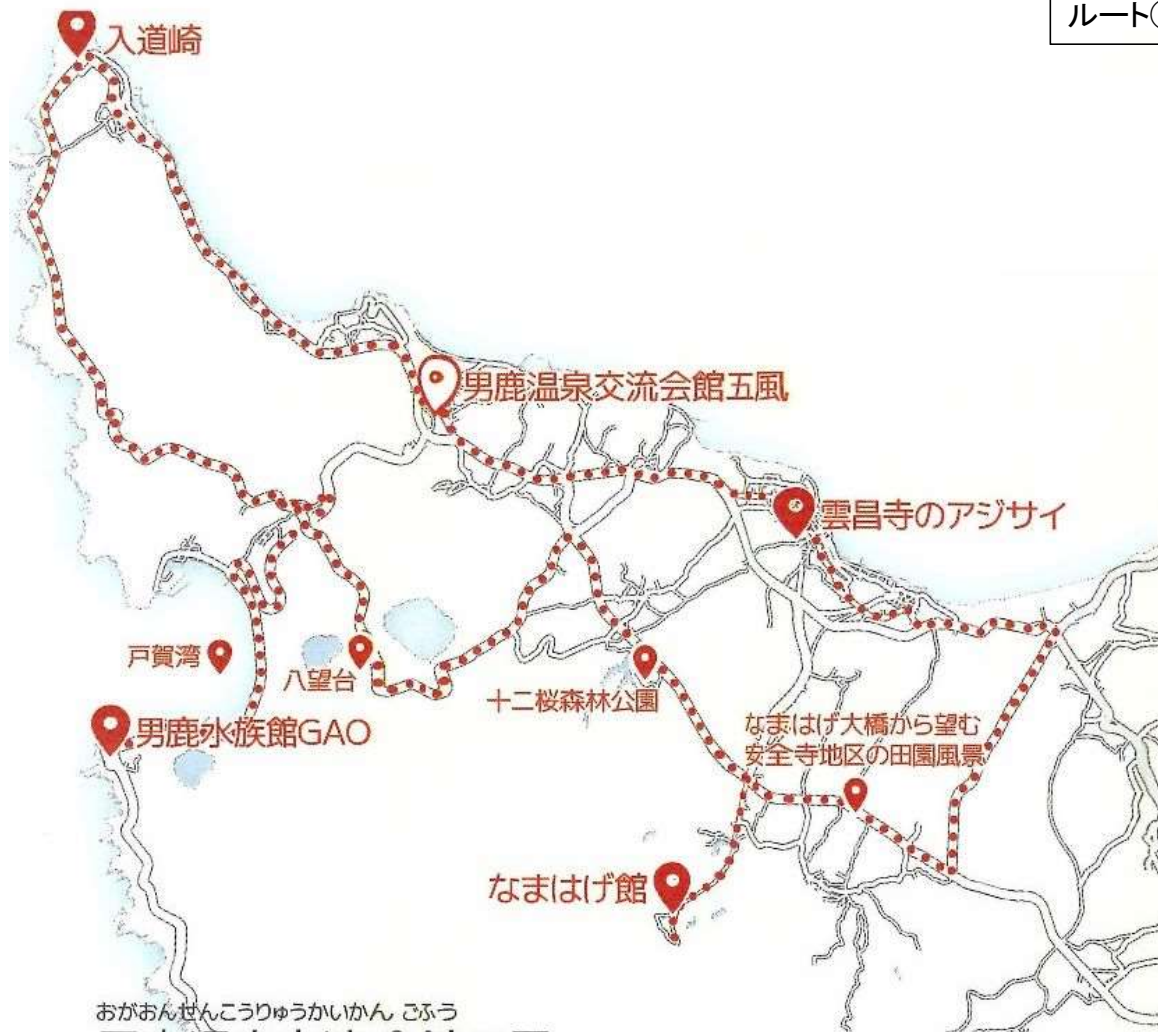 ルート
入道崎
男鹿温泉交流会館五風
雲昌寺のアジサイ
戸賀湾
八望台
十二桜森林公園
男鹿水族館GAO
なまはげ大橋から望む
安全寺地区の田園風景
なまはげ館
おがおんせんこうりゅうかいかん ごふう